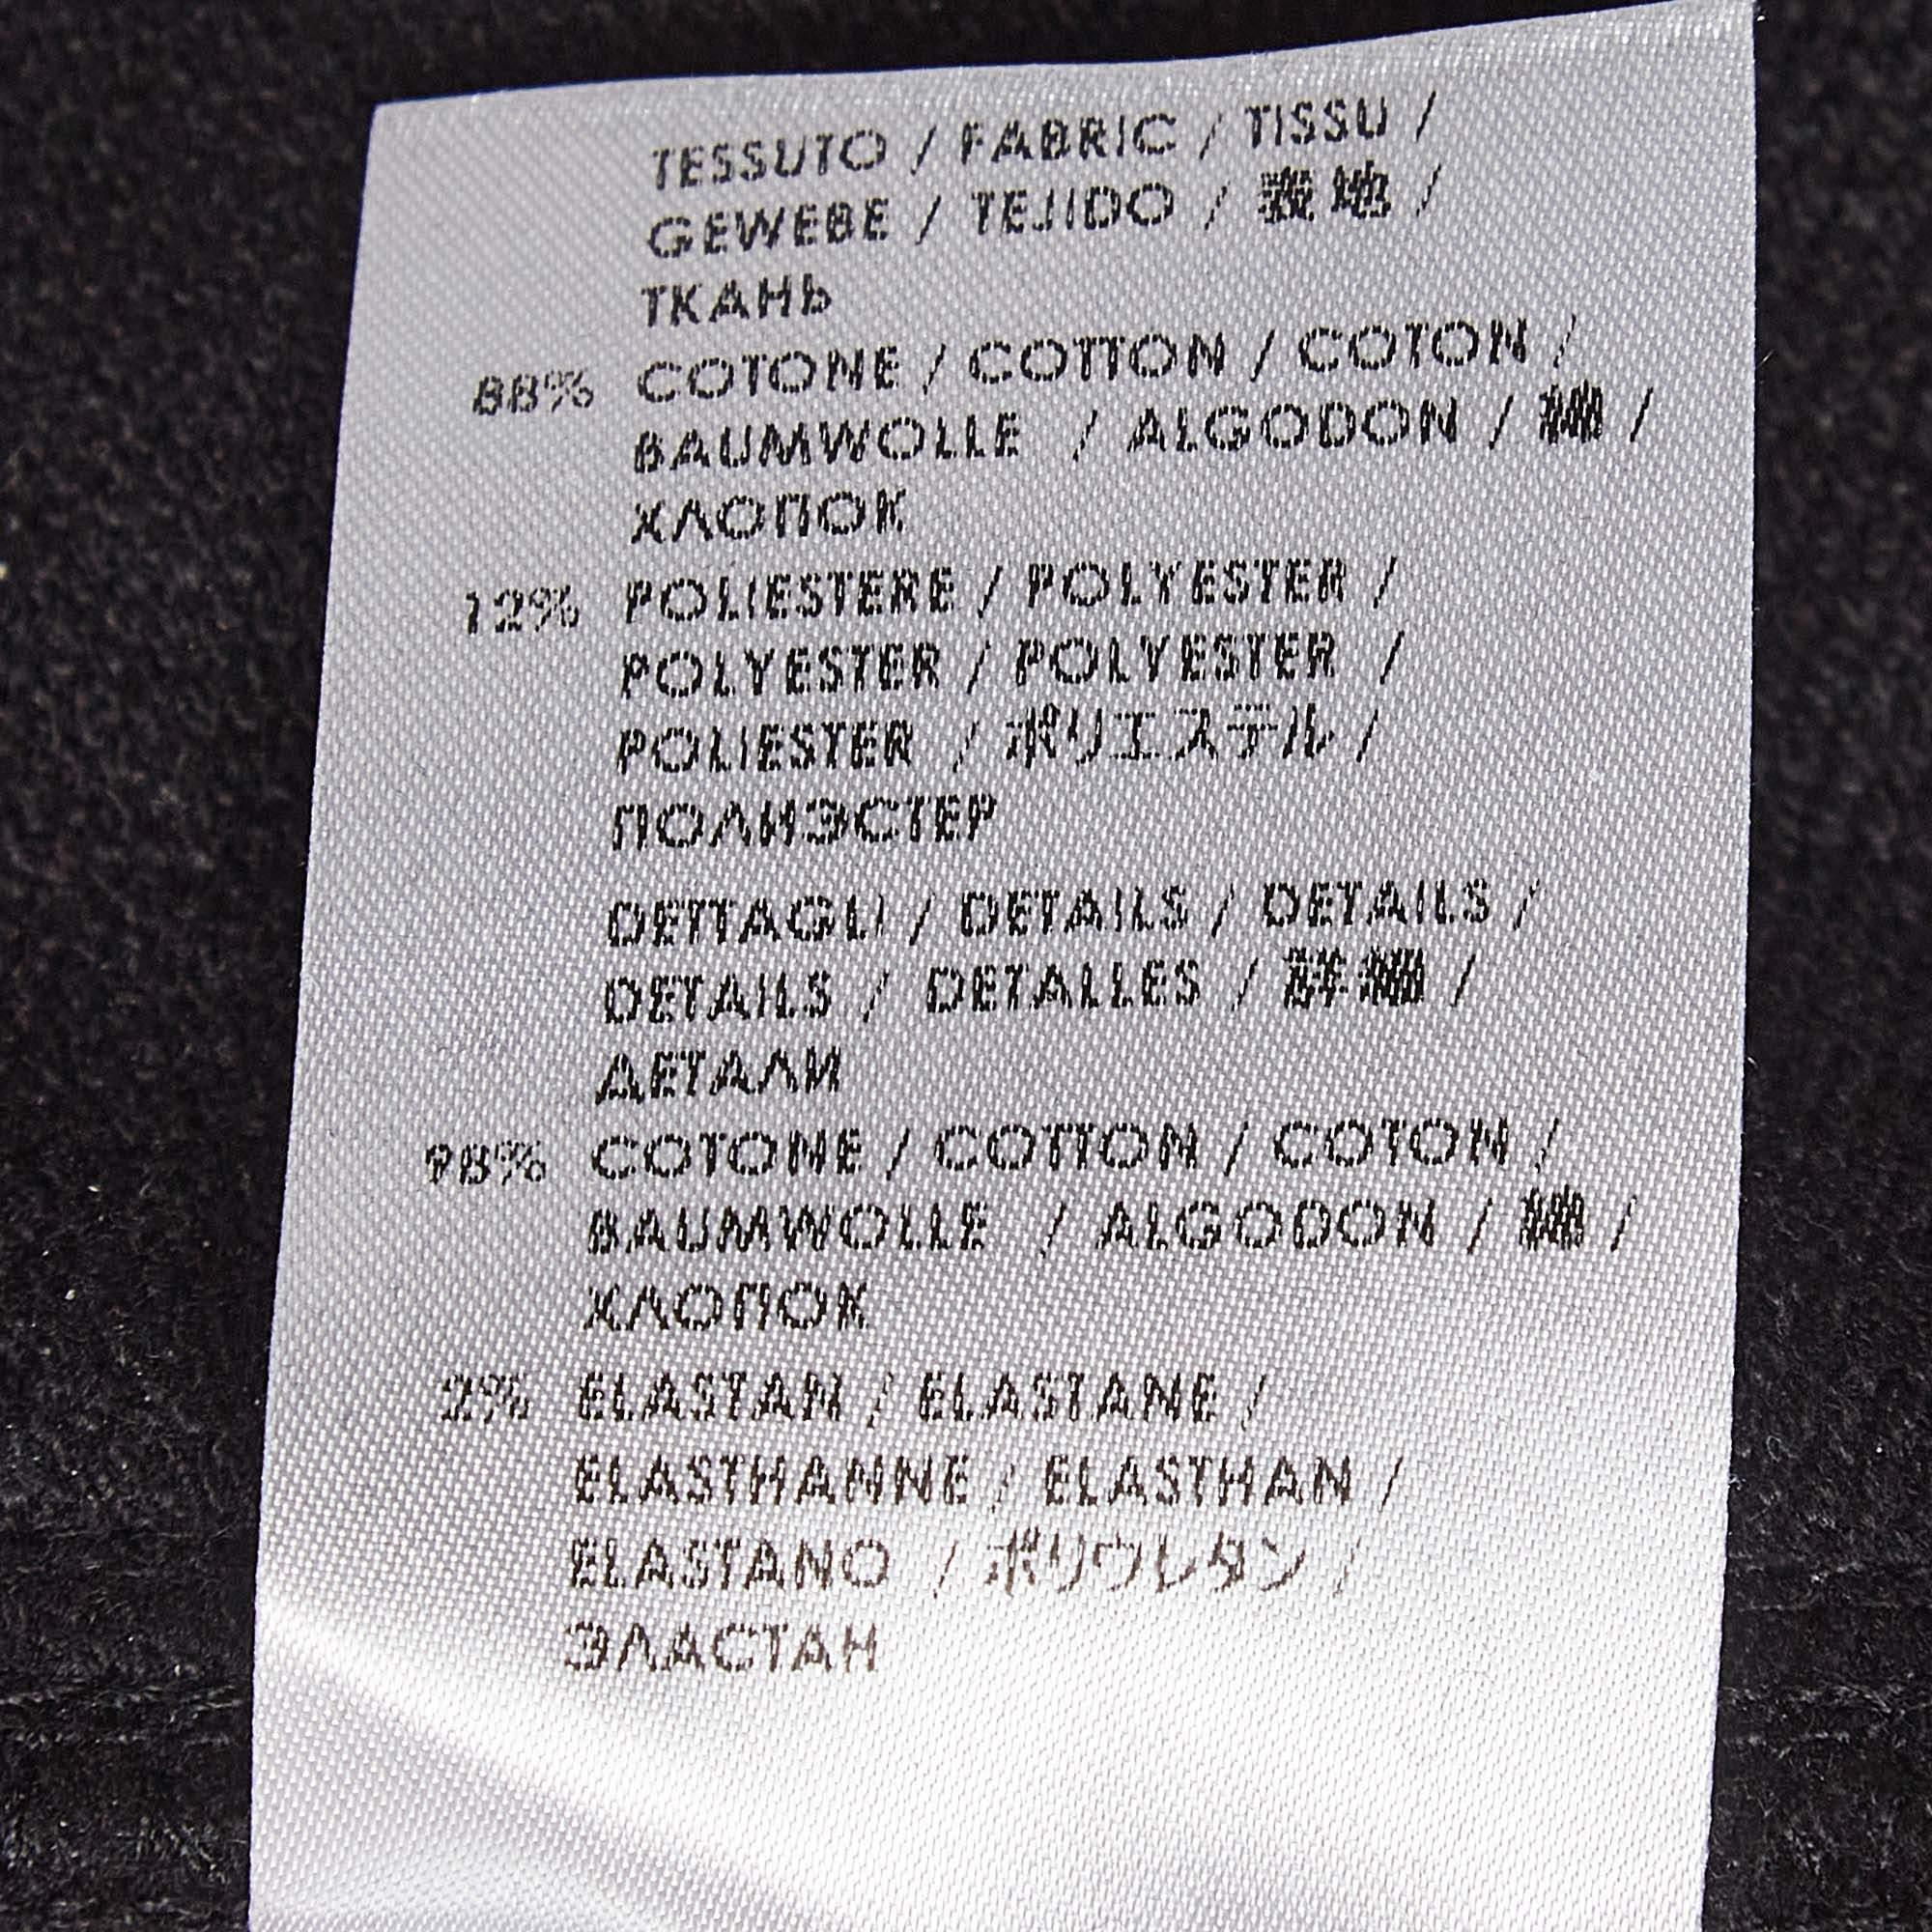 TESSUTO / FABRIC / TISSU /
GEWEBE / TEJIDO / 表地 /
ТКАНЬ
88% COTONE / COTTON / COTON /
BAUMWOLLE / ALGODON / 綿 /
ХЛОПОК
12% POLIESTERE / POLYESTER /
POLYESTER / POLYESTER /
POLIESTER / ポリエステル /
ПОЛИЭСТЕР
DETTAGLI / DETAILS / DETAILS /
DETAILS / DETALLES / 詳細 /
ДЕТАЛИ
98% COTONE / COTTON / COTON /
BAUMWOLLE / ALGODON / 綿 /
ХЛОПОК
2% ELASTAN / ELASTANE /
ELASTHANNE / ELASTHAN /
ELASTANO / ポリウレタン /
ЭЛАСТАН